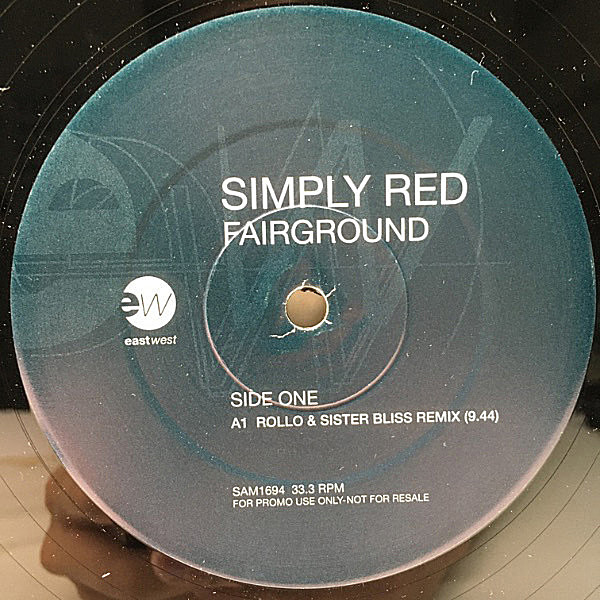 SIMPLY RED
FAIRGROUND
ew
eastwest
SIDE ONE
A1 ROLLO & SISTER BLISS REMIX (9.44)
SAM1694 33.3 RPM
FOR PROMO USE ONLY-NOT FOR RESALE